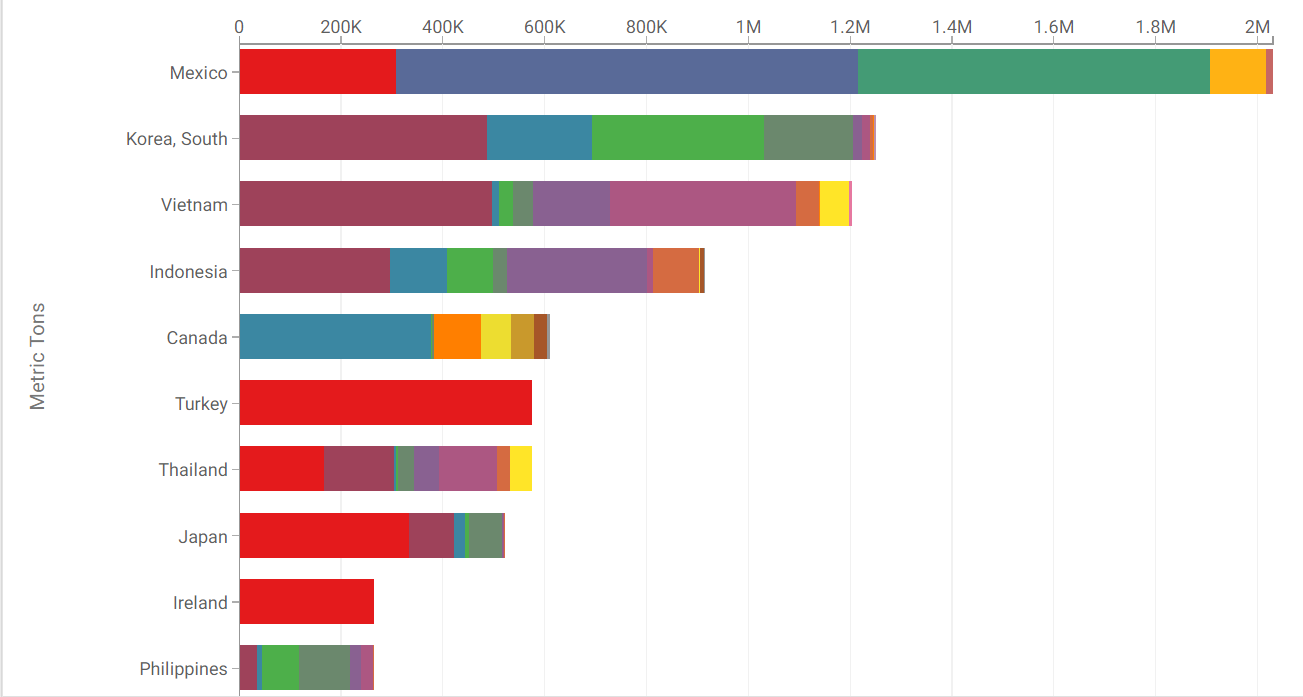 0 200K 400K 600K 800K 1M 1.2M 1.4M 1.6M 1.8M 2M
Mexico
Korea, South
Vietnam
Indonesia
Canada
Turkey
Thailand
Japan
Ireland
Philippines
Metric Tons